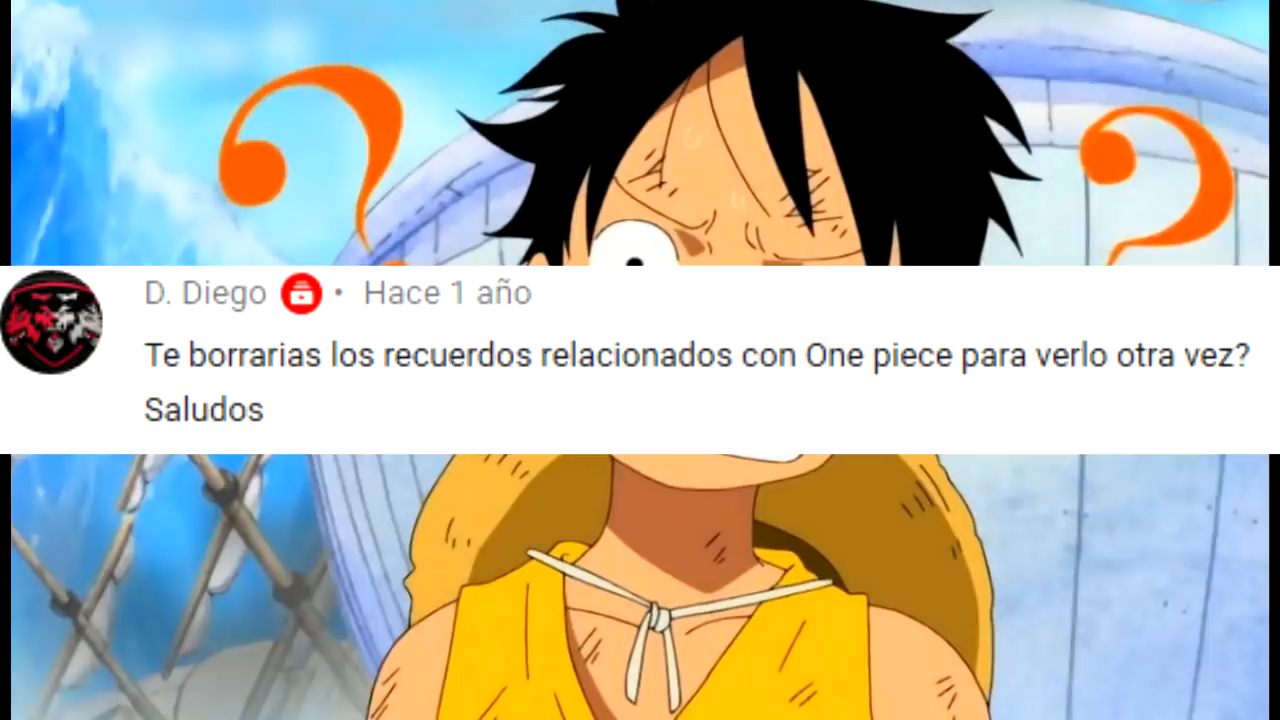 ?
?
D. Diego • Hace 1 año
Te borrarias los recuerdos relacionados con One piece para verlo otra vez?
Saludos